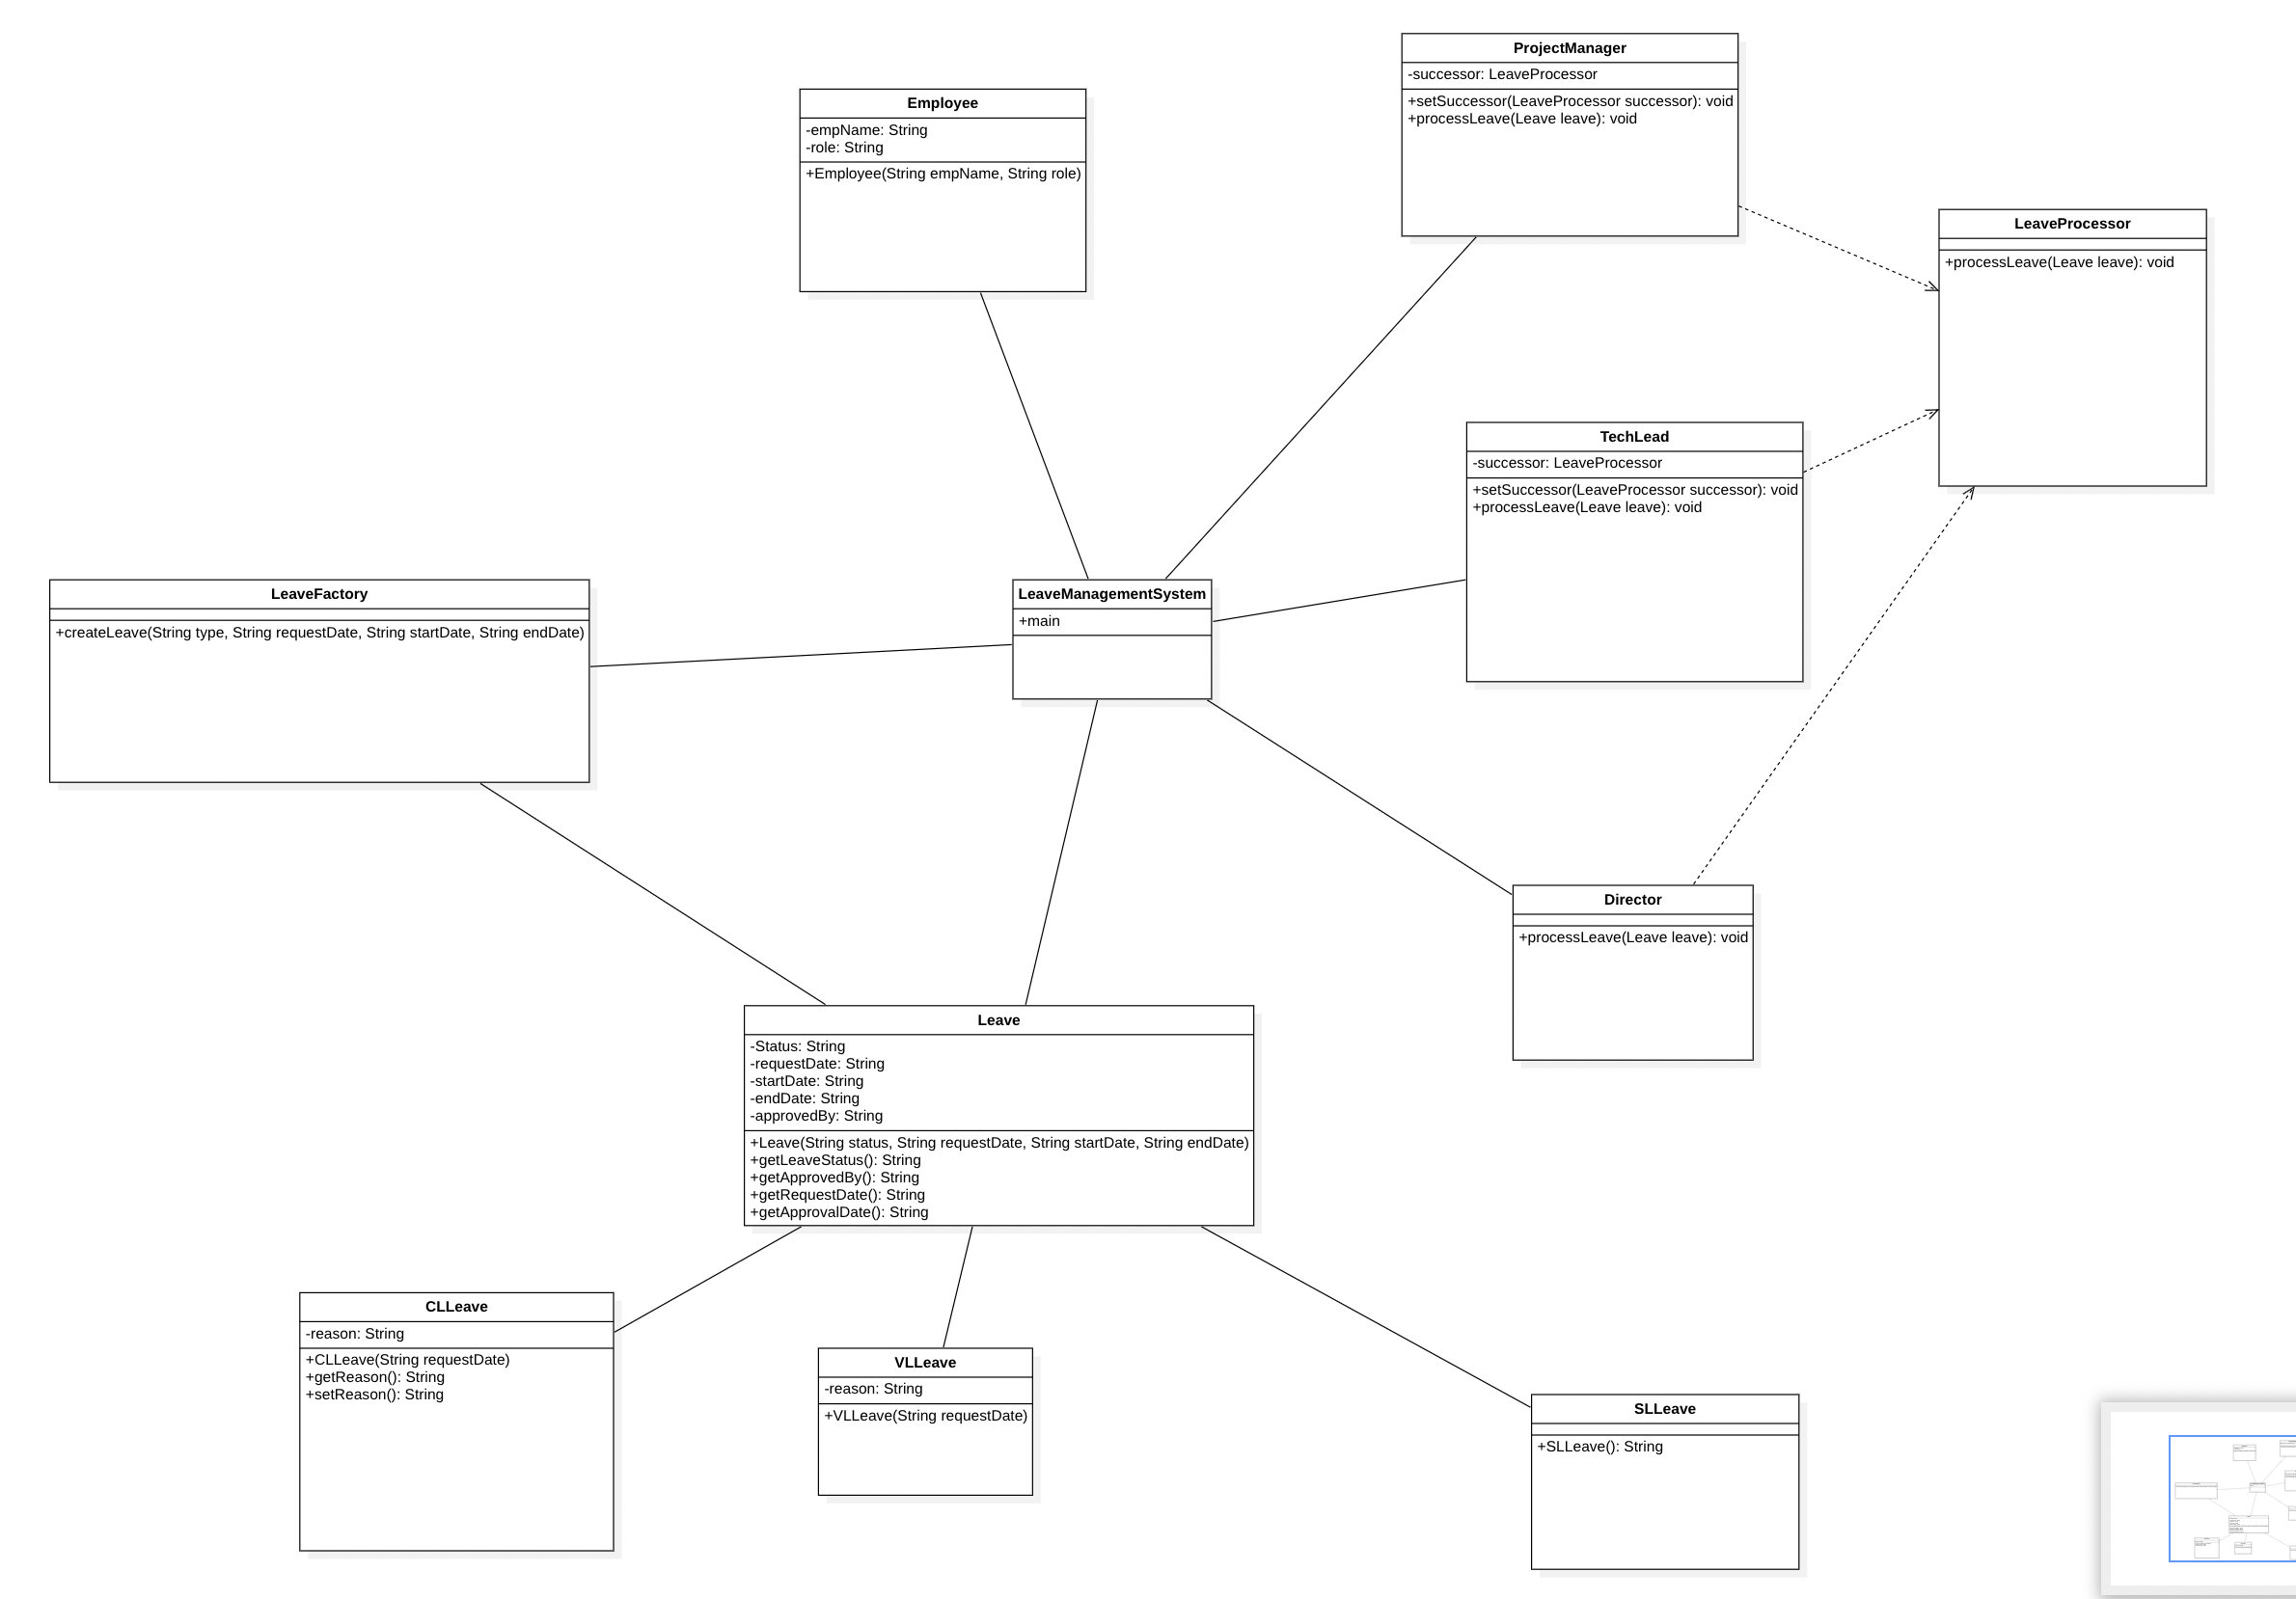 ProjectManager
-successor: LeaveProcessor
+setSuccessor(LeaveProcessor successor): void
+processLeave(Leave leave): void
Employee
-empName: String
-role: String
+Employee(String empName, String role)
LeaveProcessor
+processLeave(Leave leave): void
TechLead
-successor: LeaveProcessor
+setSuccessor(LeaveProcessor successor): void
+processLeave(Leave leave): void
LeaveFactory
+createLeave(String type, String requestDate, String startDate, String endDate)
LeaveManagementSystem
+main
Director
+processLeave(Leave leave): void
Leave
-Status: String
-requestDate: String
-startDate: String
-endDate: String
-approvedBy: String
+Leave(String status, String requestDate, String startDate, String endDate)
+getLeaveStatus(): String
+getApprovedBy(): String
+getRequestDate(): String
+getApprovalDate(): String
CLLeave
-reason: String
+CLLeave(String requestDate)
+getReason(): String
+setReason(): String
VLLeave
-reason: String
+VLLeave(String requestDate)
SLLeave
+SLLeave(): String